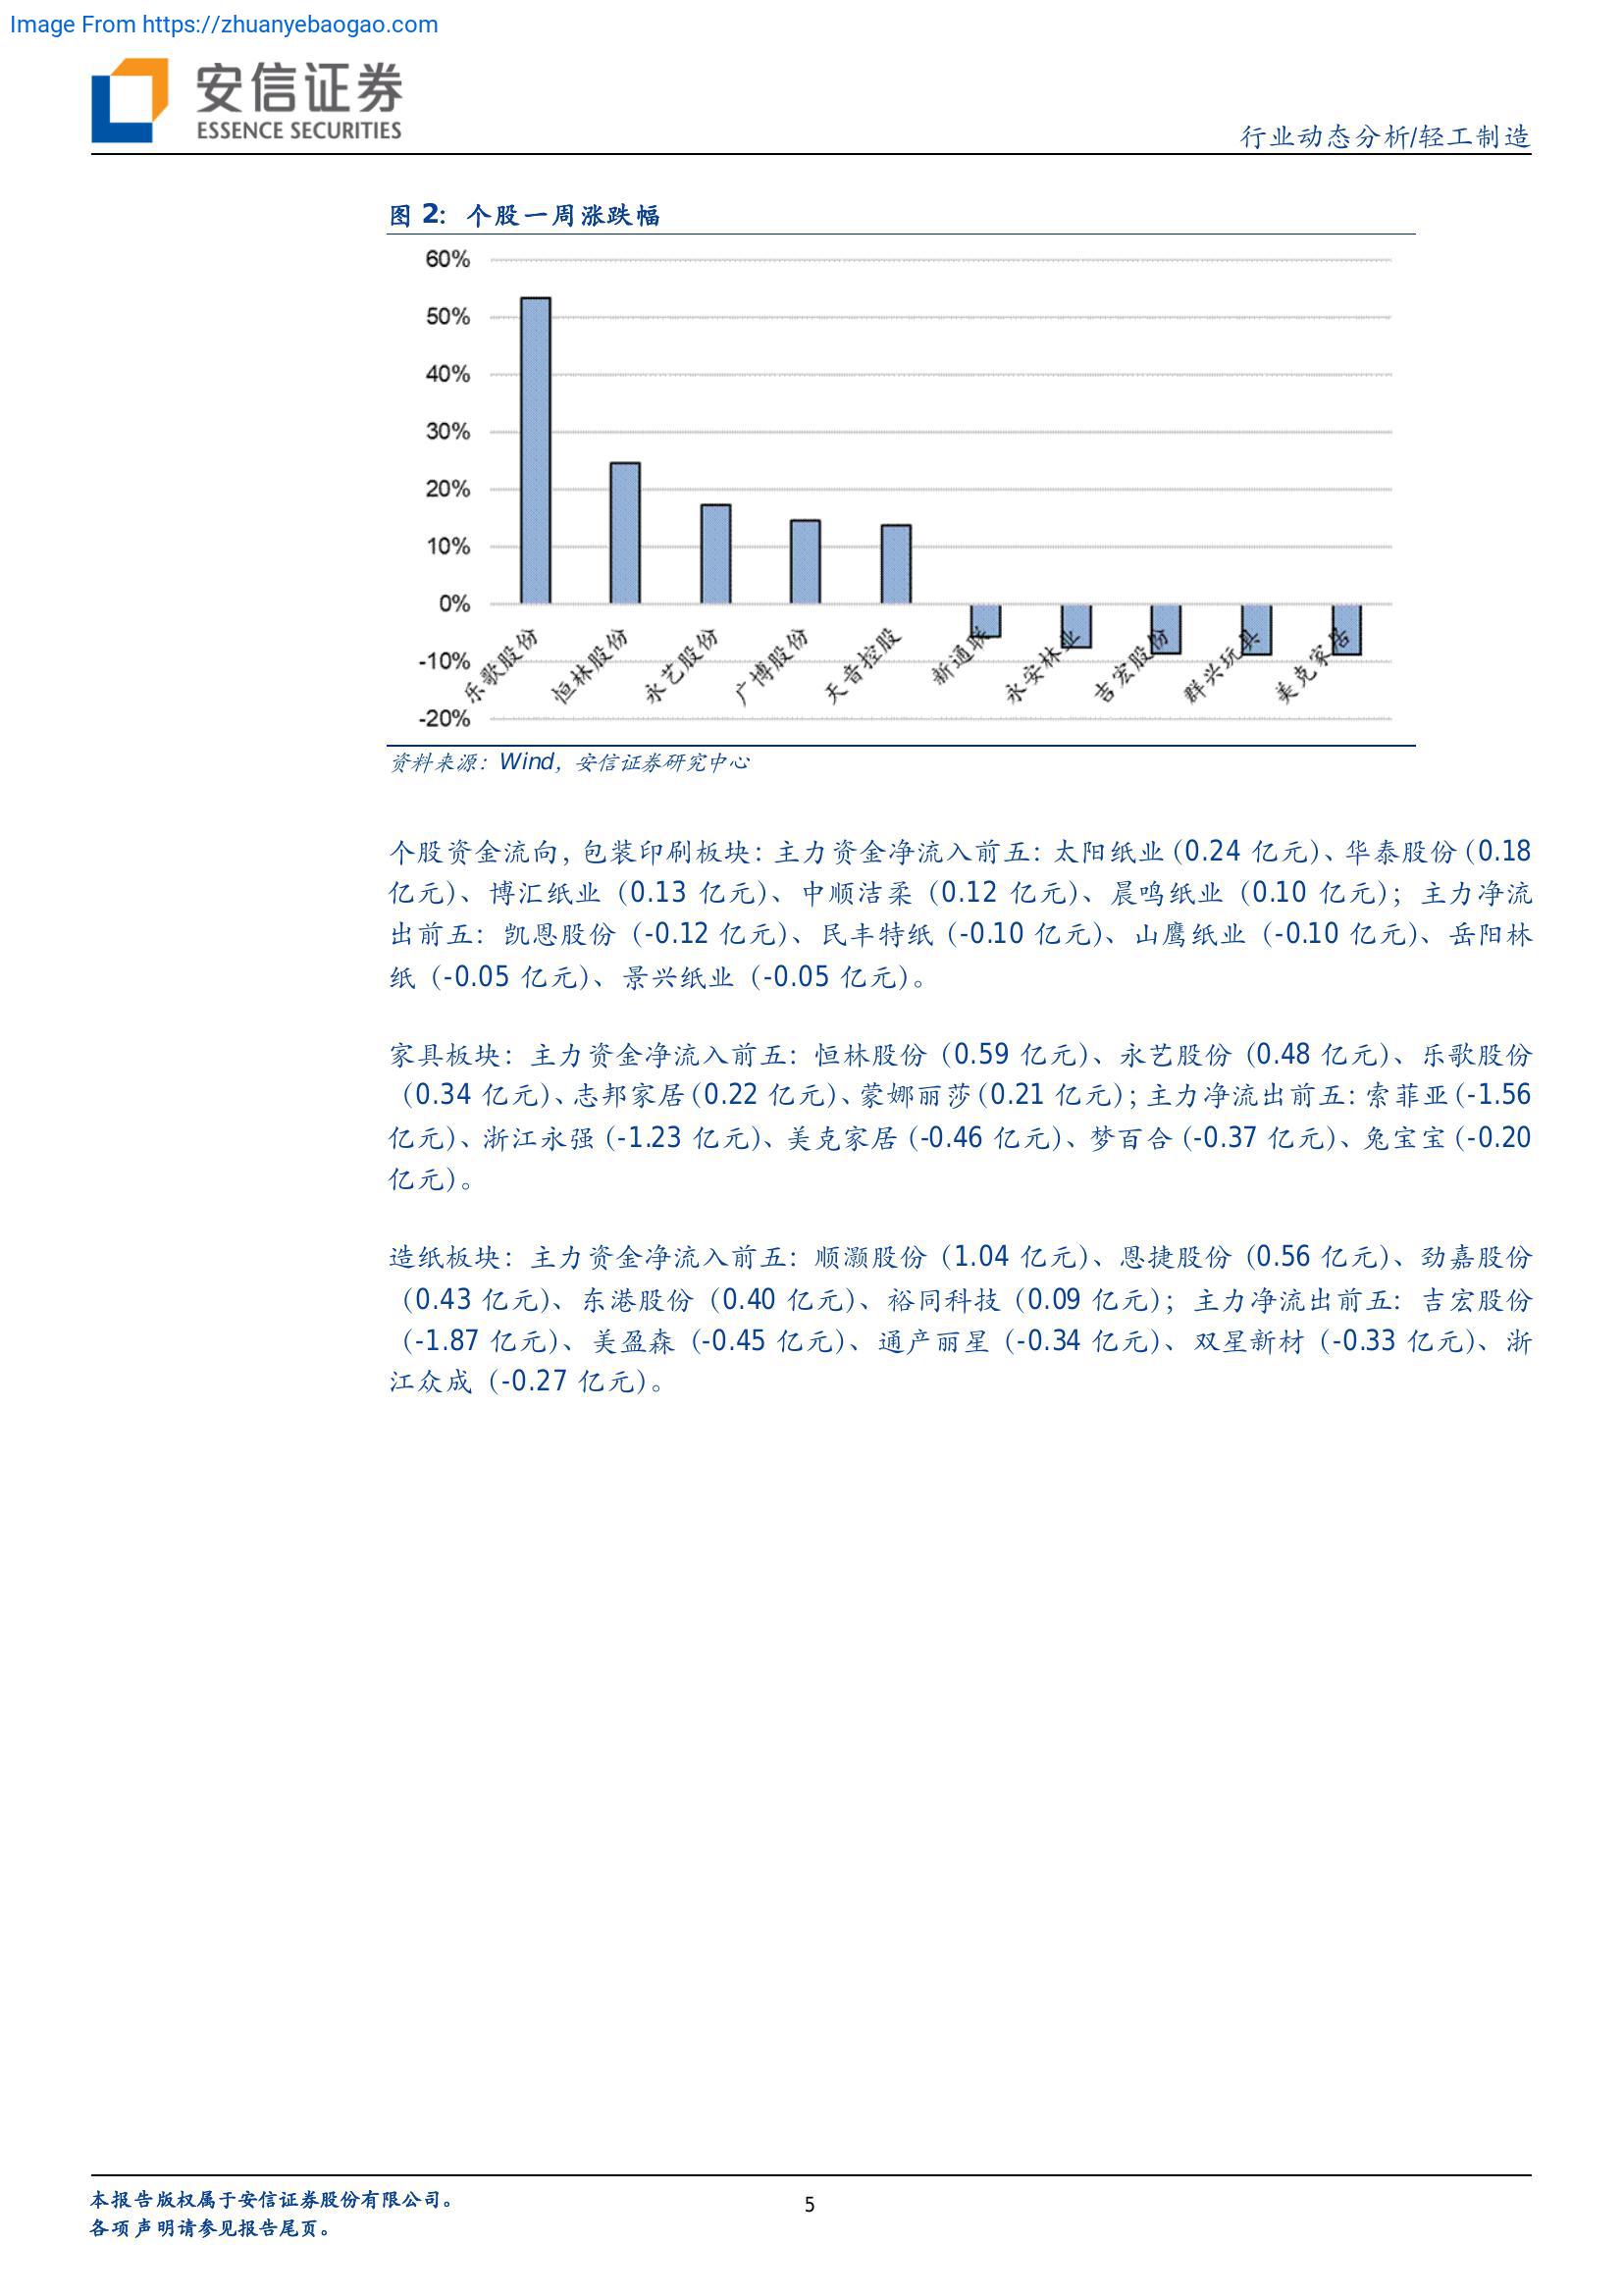 Image From https://zhuanyebaogao.com
安信证券
ESSENCE SECURITIES
行业动态分析/轻工制造
图 2：个股一周涨跌幅
60%
50%
40%
30%
20%
10%
0%
-10%
-20%
乐歌股份
恒林股份
永艺股份
广博股份
天音控股
新通联
永安林业
吉宏股份
群兴玩具
美克家居
资料来源：Wind，安信证券研究中心
个股资金流向，包装印刷板块：主力资金净流入前五：太阳纸业（0.24 亿元）、华泰股份（0.18
亿元）、博汇纸业（0.13 亿元）、中顺洁柔（0.12 亿元）、晨鸣纸业（0.10 亿元）；主力净流
出前五：凯恩股份（-0.12 亿元）、民丰特纸（-0.10 亿元）、山鹰纸业（-0.10 亿元）、岳阳林
纸（-0.05 亿元）、景兴纸业（-0.05 亿元）。
家具板块：主力资金净流入前五：恒林股份（0.59 亿元）、永艺股份（0.48 亿元）、乐歌股份
（0.34 亿元）、志邦家居（0.22 亿元）、蒙娜丽莎（0.21 亿元）；主力净流出前五：索菲亚（-1.56
亿元）、浙江永强（-1.23 亿元）、美克家居（-0.46 亿元）、梦百合（-0.37 亿元）、兔宝宝（-0.20
亿元）。
造纸板块：主力资金净流入前五：顺灏股份（1.04 亿元）、恩捷股份（0.56 亿元）、劲嘉股份
（0.43 亿元）、东港股份（0.40 亿元）、裕同科技（0.09 亿元）；主力净流出前五：吉宏股份
（-1.87 亿元）、美盈森（-0.45 亿元）、通产丽星（-0.34 亿元）、双星新材（-0.33 亿元）、浙
江众成（-0.27 亿元）。
本报告版权属于安信证券股份有限公司。
各项声明请参见报告尾页。
5